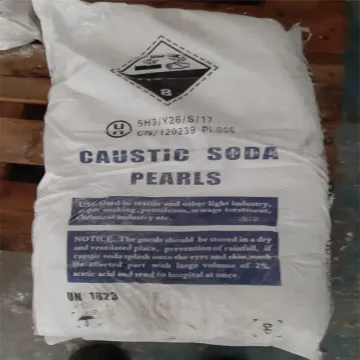 8
5H3/Y26/S/17
CN/120239 PI:006
CAUSTIC SODA
PEARLS
Use: Used in textile and other light industry,
paper making, petroleum, sewage treatment,
chemical industry etc.
NOTICE: The goods should be stored in a dry
and ventilated place, prevention of rainfall, if
caustic soda splash onto the eyes and skin, wash
the affected part with large volume of 2%
acetic acid and send to hospital at once.
UN 1823